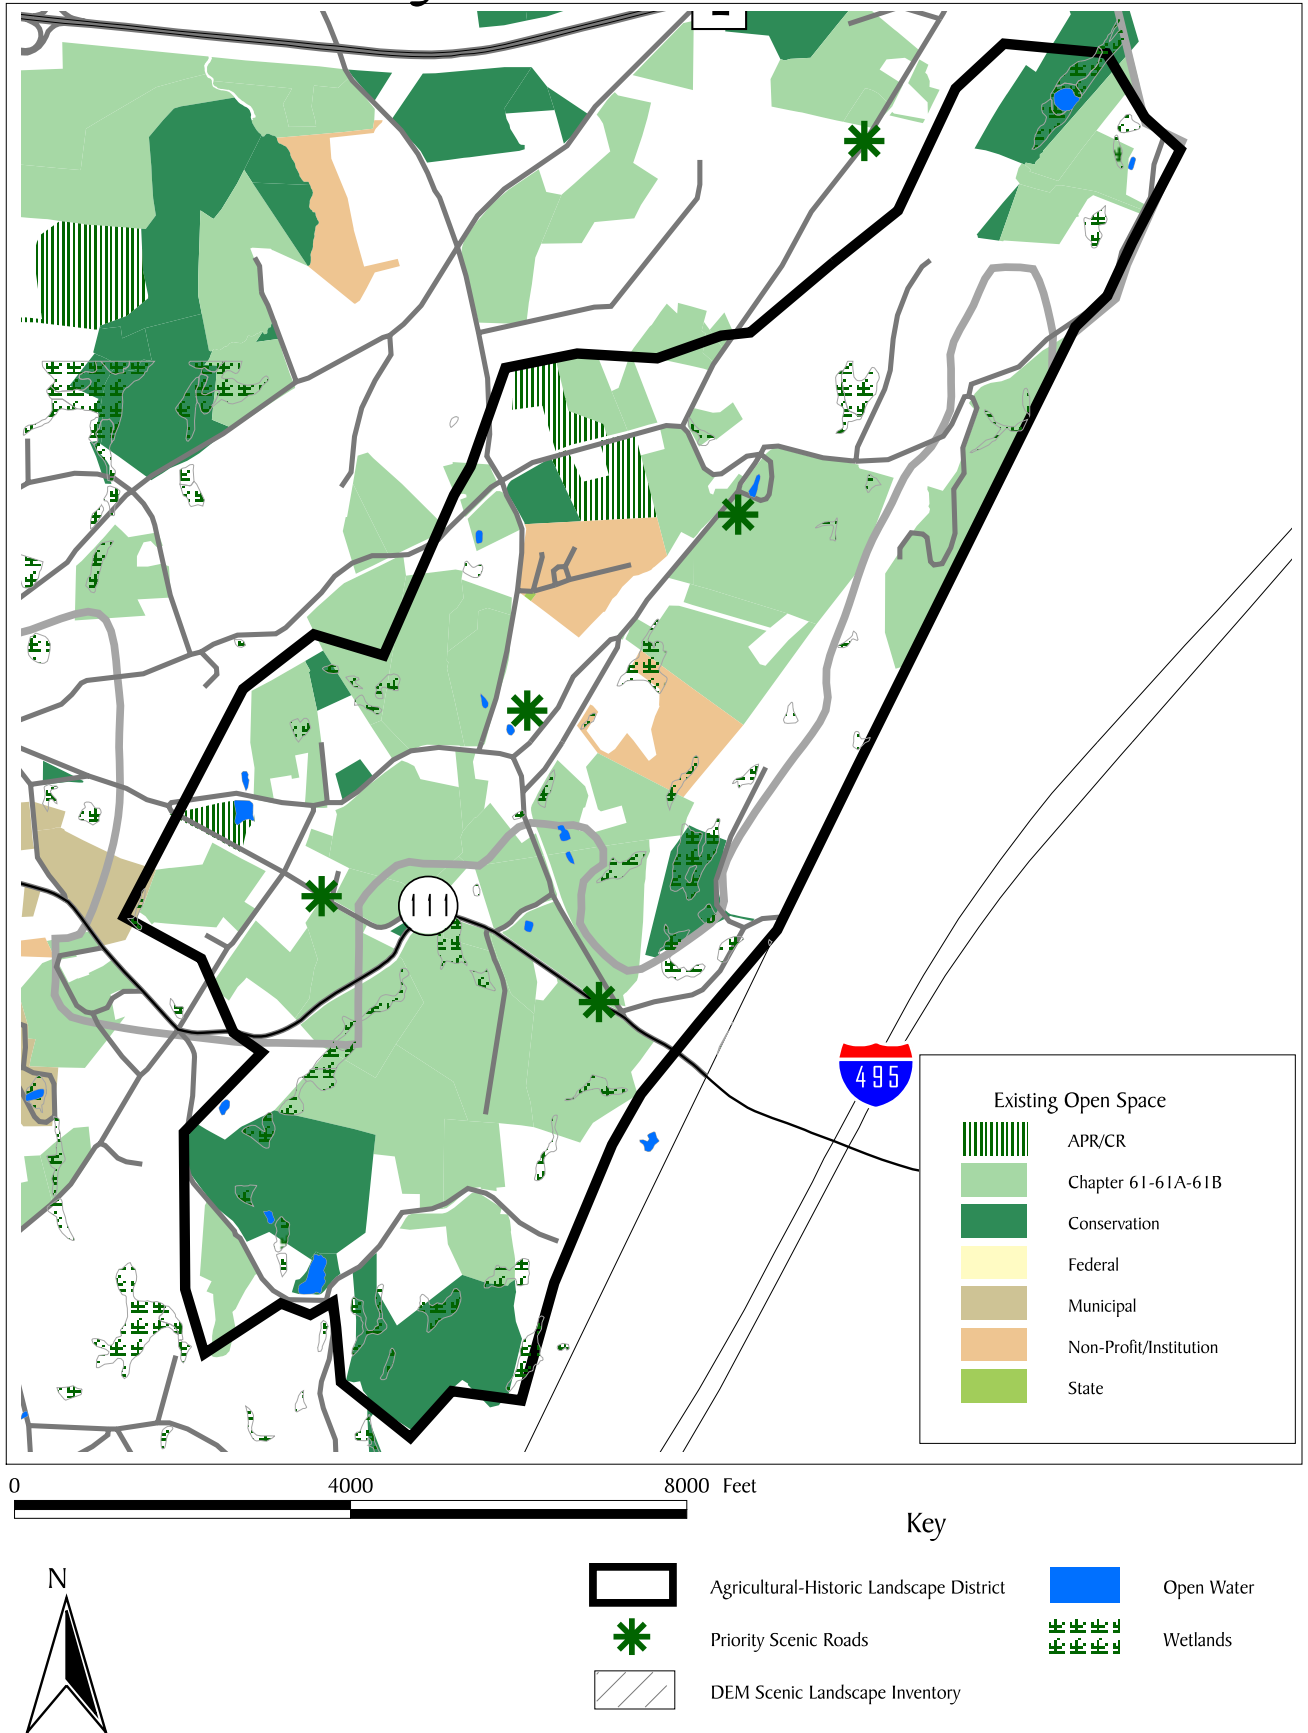 111
495
Existing Open Space
APR/CR
Chapter 61-61A-61B
Conservation
Federal
Municipal
Non-Profit/Institution
State
0 4000 8000 Feet
Key
N
Agricultural-Historic Landscape District
Open Water
Priority Scenic Roads
Wetlands
DEM Scenic Landscape Inventory